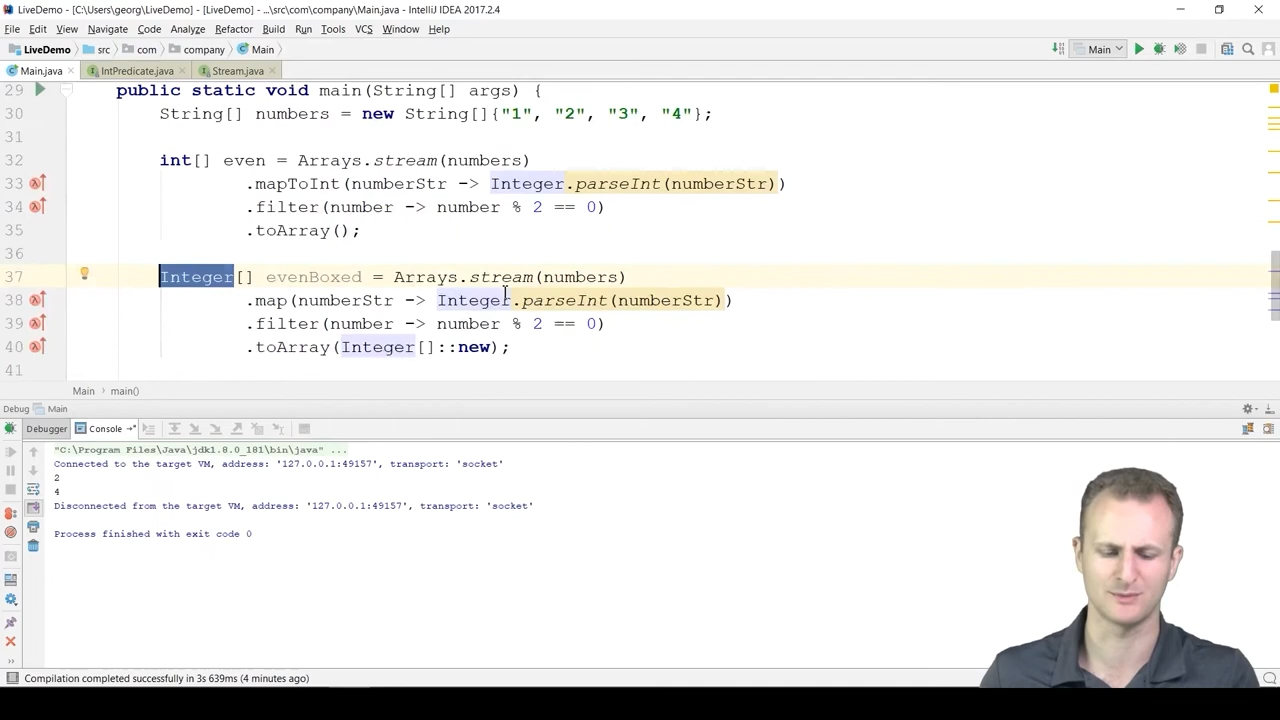 LiveDemo - [C:\Users\georg\LiveDemo] - [LiveDemo] - ...\src\com\company\Main.java - IntelliJ IDEA 2017.2.4
File Edit View Navigate Code Analyze Refactor Build Run Tools VCS Window Help
LiveDemo src com company Main Main
Main.java IntPredicate.java Stream.java
29 public static void main(String[] args) {
30 String[] numbers = new String[]{"1", "2", "3", "4"};
31
32 int[] even = Arrays.stream(numbers)
33 .mapToInt(numberStr -> Integer.parseInt(numberStr))
34 .filter(number -> number % 2 == 0)
35 .toArray();
36
37 Integer[] evenBoxed = Arrays.stream(numbers)
38 .map(numberStr -> Integer.parseInt(numberStr))
39 .filter(number -> number % 2 == 0)
40 .toArray(Integer[]::new);
41
Main main()
Debug Main
Debugger Console
"C:\Program Files\Java\jdk1.8.0_181\bin\java" ...
Connected to the target VM, address: '127.0.0.1:49157', transport: 'socket'
2
4
Disconnected from the target VM, address: '127.0.0.1:49157', transport: 'socket'
Process finished with exit code 0
Compilation completed successfully in 3s 639ms (4 minutes ago)